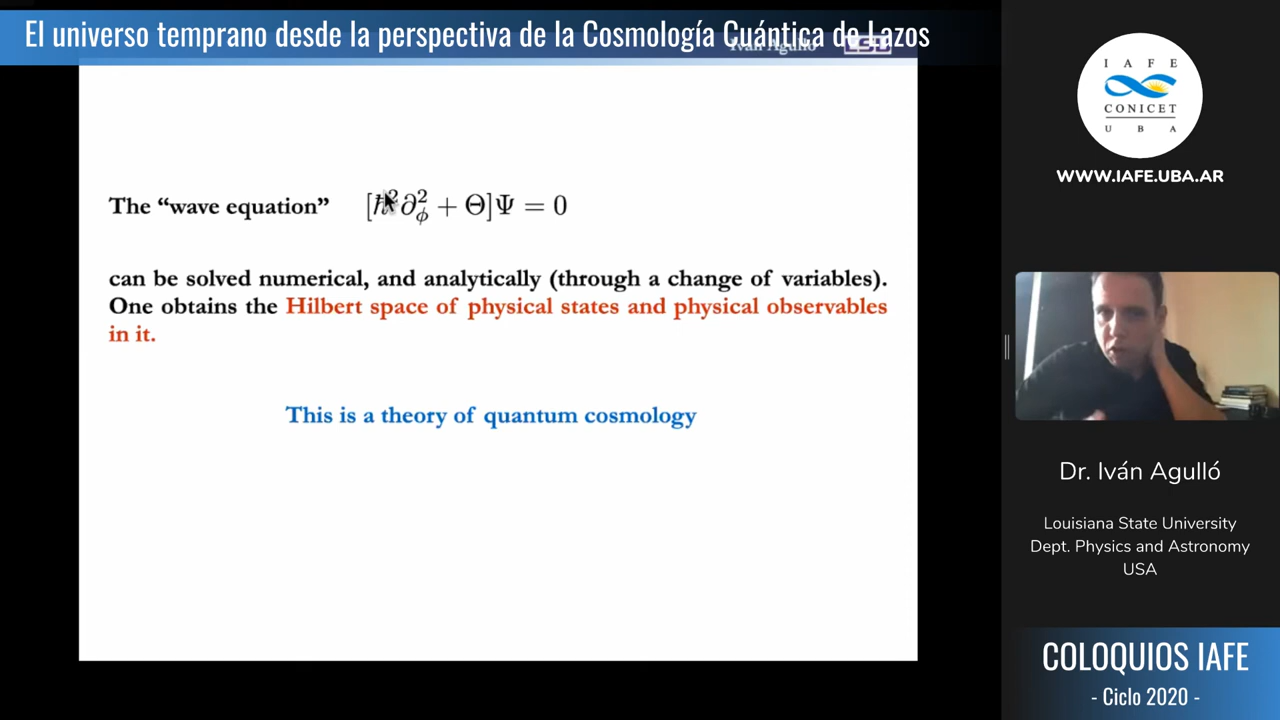 El universo temprano desde la perspectiva de la Cosmología Cuántica de Lazos
Iván Agulló LSU
The “wave equation” [ℏ²∂²_ϕ + Θ]Ψ = 0
can be solved numerical, and analytically (through a change of variables).
One obtains the Hilbert space of physical states and physical observables
in it.
This is a theory of quantum cosmology
I A F E
CONICET
U B A
WWW.IAFE.UBA.AR
Dr. Iván Agulló
Louisiana State University
Dept. Physics and Astronomy
USA
COLOQUIOS IAFE
- Ciclo 2020 -